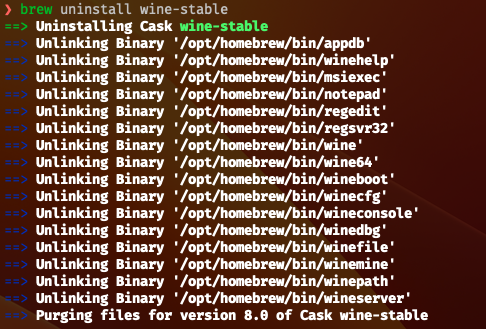 ❯ brew uninstall wine-stable
==> Uninstalling Cask wine-stable
==> Unlinking Binary '/opt/homebrew/bin/appdb'
==> Unlinking Binary '/opt/homebrew/bin/winehelp'
==> Unlinking Binary '/opt/homebrew/bin/msiexec'
==> Unlinking Binary '/opt/homebrew/bin/notepad'
==> Unlinking Binary '/opt/homebrew/bin/regedit'
==> Unlinking Binary '/opt/homebrew/bin/regsvr32'
==> Unlinking Binary '/opt/homebrew/bin/wine'
==> Unlinking Binary '/opt/homebrew/bin/wine64'
==> Unlinking Binary '/opt/homebrew/bin/wineboot'
==> Unlinking Binary '/opt/homebrew/bin/winecfg'
==> Unlinking Binary '/opt/homebrew/bin/wineconsole'
==> Unlinking Binary '/opt/homebrew/bin/winedbg'
==> Unlinking Binary '/opt/homebrew/bin/winefile'
==> Unlinking Binary '/opt/homebrew/bin/winemine'
==> Unlinking Binary '/opt/homebrew/bin/winepath'
==> Unlinking Binary '/opt/homebrew/bin/wineserver'
==> Purging files for version 8.0 of Cask wine-stable